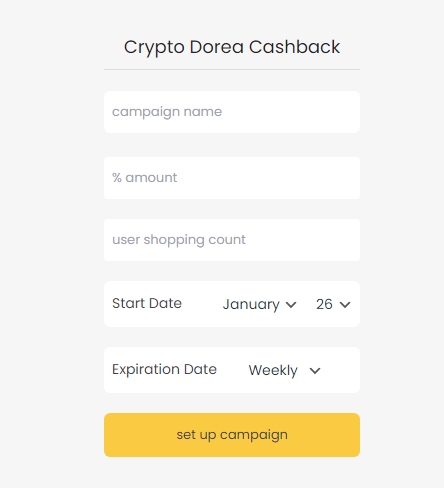 Crypto Dorea Cashback
campaign name
% amount
user shopping count
Start Date January 26
Expiration Date Weekly
set up campaign